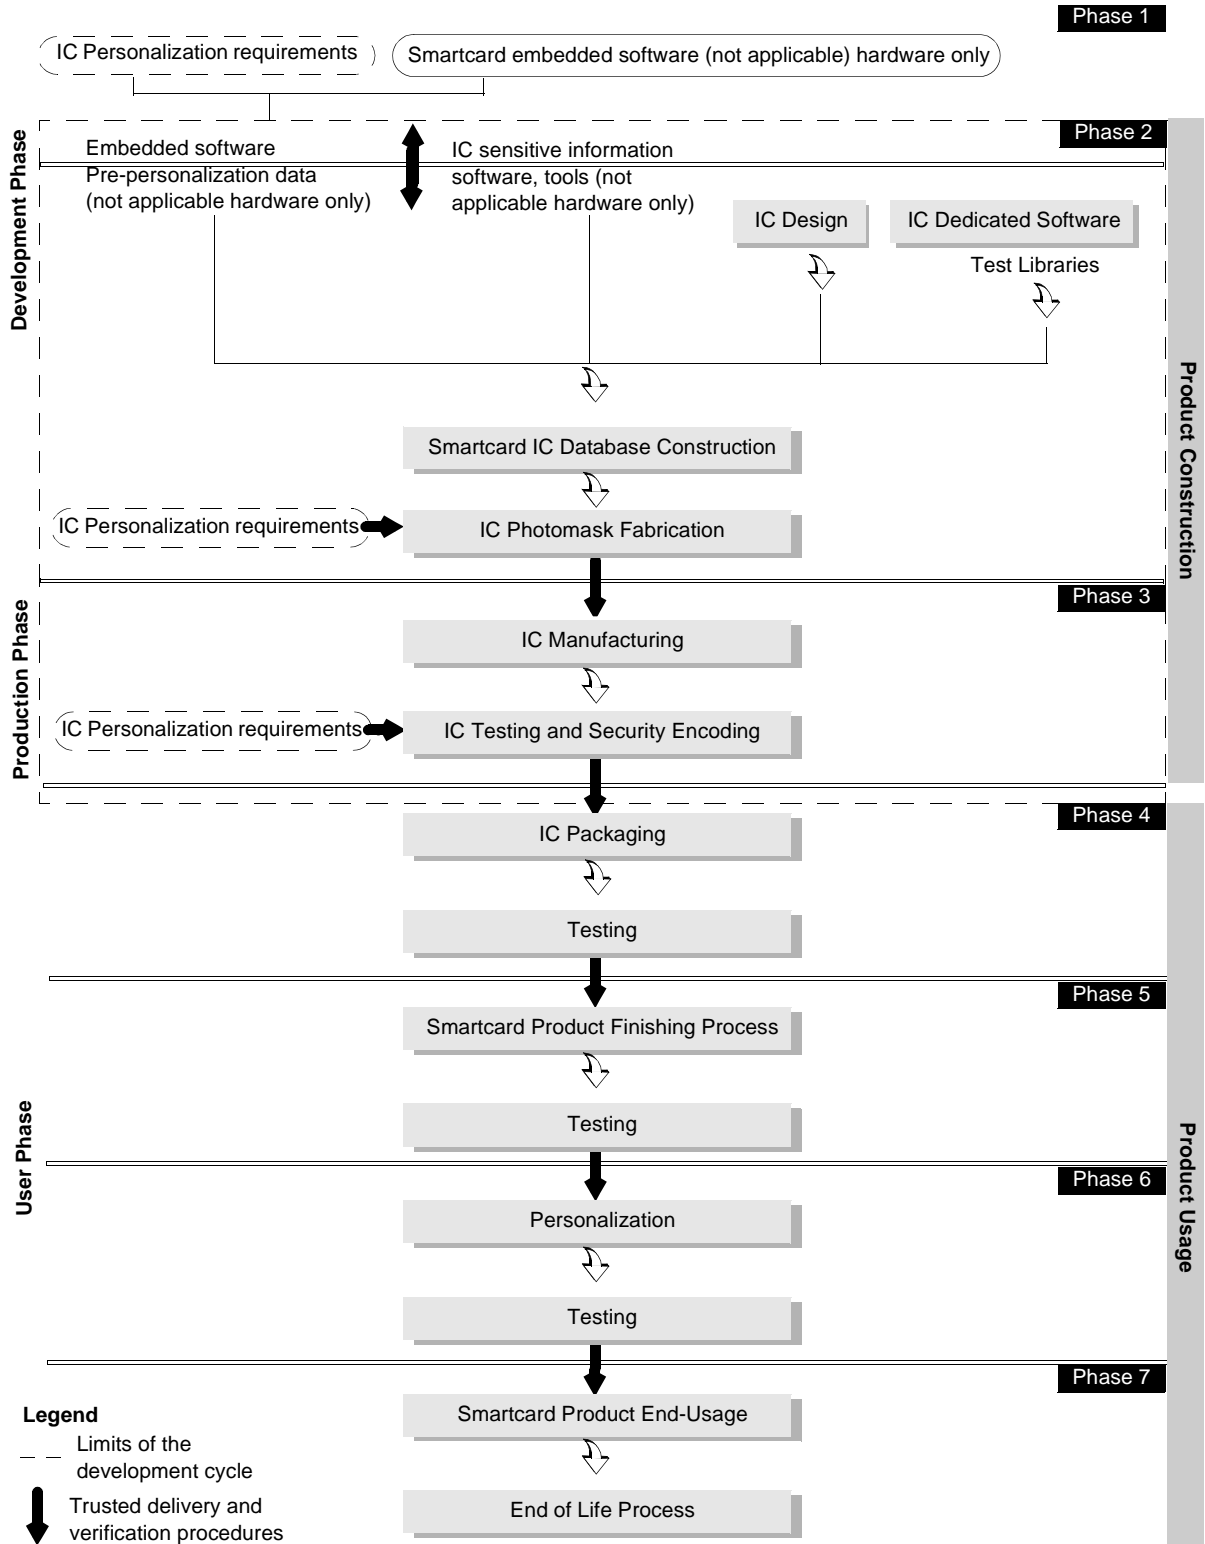 Phase 1
IC Personalization requirements
Smartcard embedded software (not applicable) hardware only
Development Phase
Phase 2
Embedded software
Pre-personalization data
(not applicable hardware only)
IC sensitive information
software, tools (not
applicable hardware only)
IC Design
IC Dedicated Software
Test Libraries
Product Construction
Smartcard IC Database Construction
IC Personalization requirements
IC Photomask Fabrication
Production Phase
Phase 3
IC Manufacturing
IC Personalization requirements
IC Testing and Security Encoding
Phase 4
IC Packaging
Testing
Phase 5
Smartcard Product Finishing Process
Testing
User Phase
Product Usage
Phase 6
Personalization
Testing
Phase 7
Smartcard Product End-Usage
End of Life Process
Legend
Limits of the
development cycle
Trusted delivery and
verification procedures